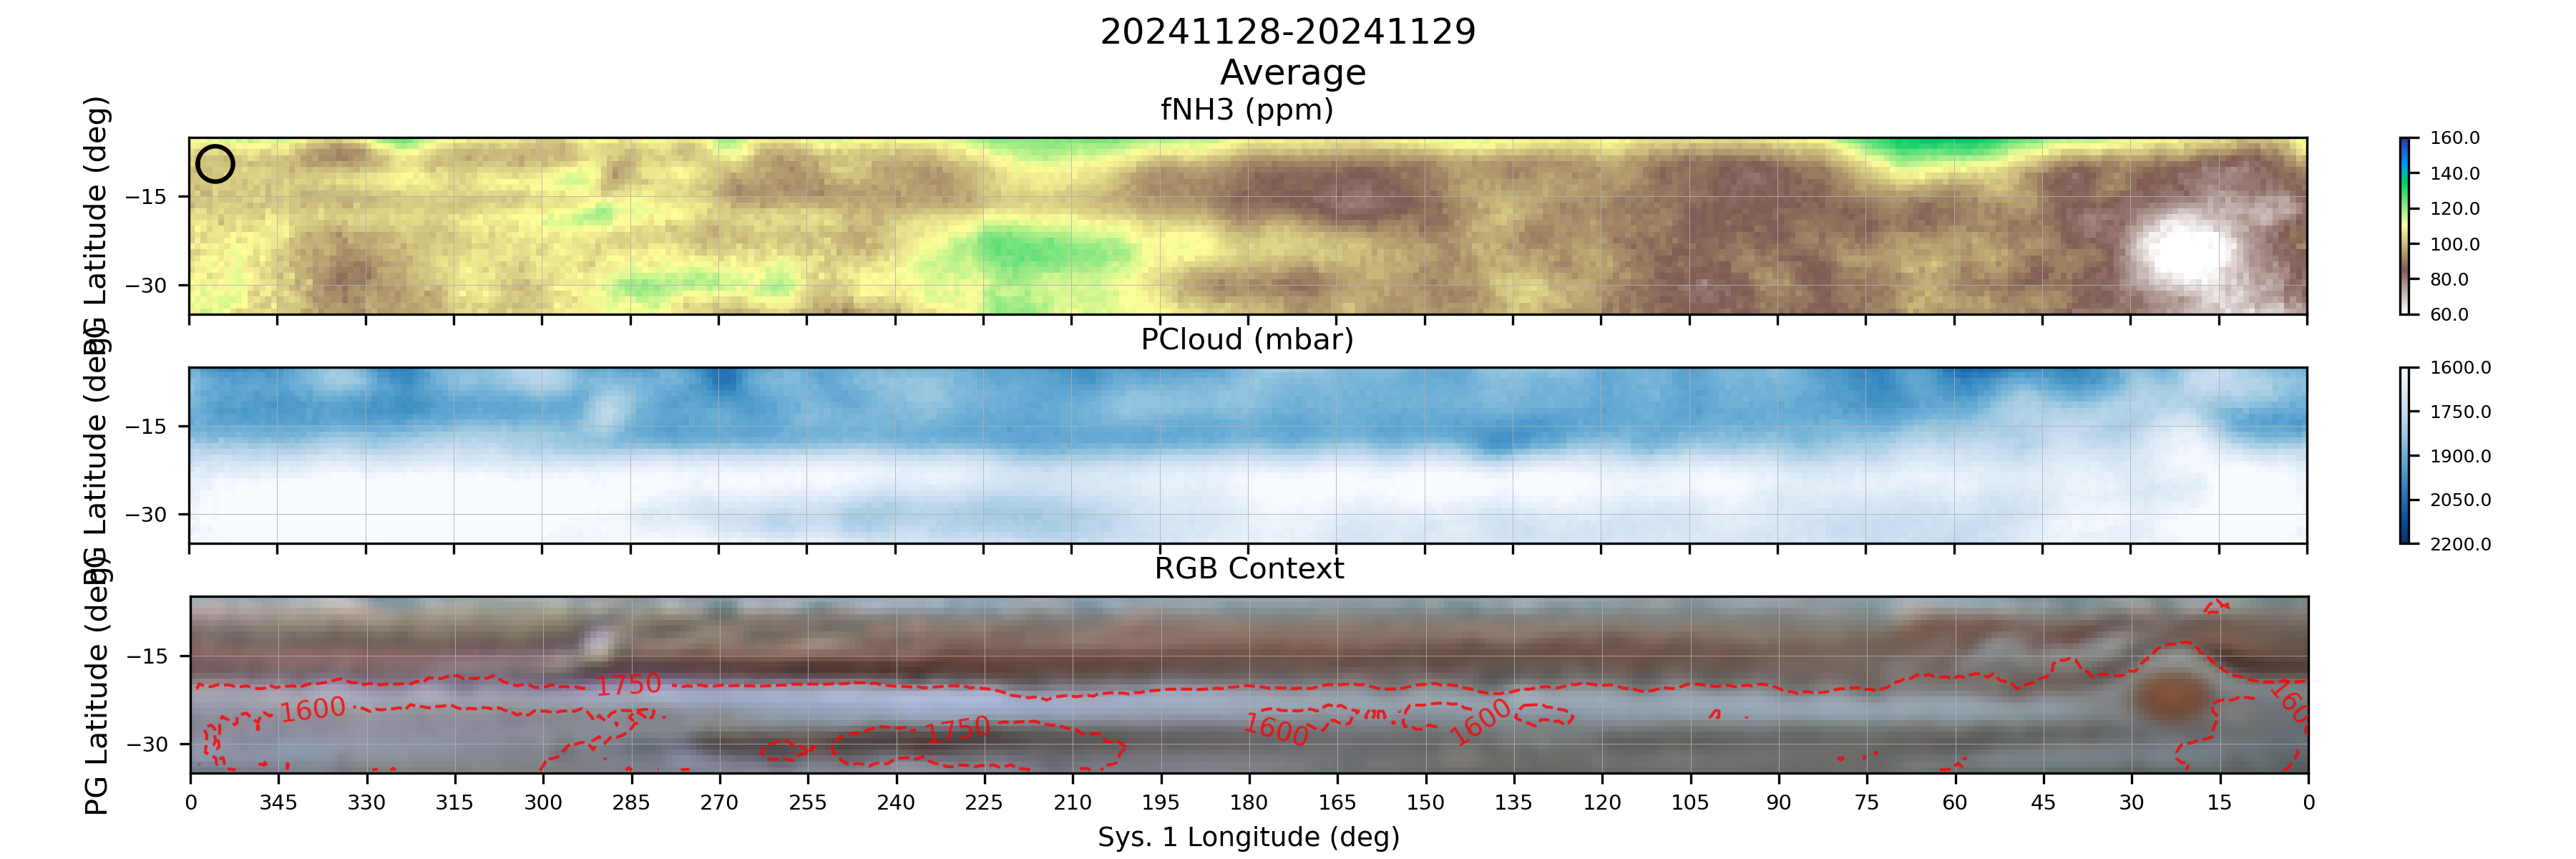 20241128-20241129
Average
fNH3 (ppm)
PG Latitude (deg)
−15
−30
160.0
140.0
120.0
100.0
80.0
60.0
PCloud (mbar)
PG Latitude (deg)
−15
−30
1600.0
1750.0
1900.0
2050.0
2200.0
RGB Context
PG Latitude (deg)
−15
−30
1750
1600
1750
1600
1600
1600
0 345 330 315 300 285 270 255 240 225 210 195 180 165 150 135 120 105 90 75 60 45 30 15 0
Sys. 1 Longitude (deg)